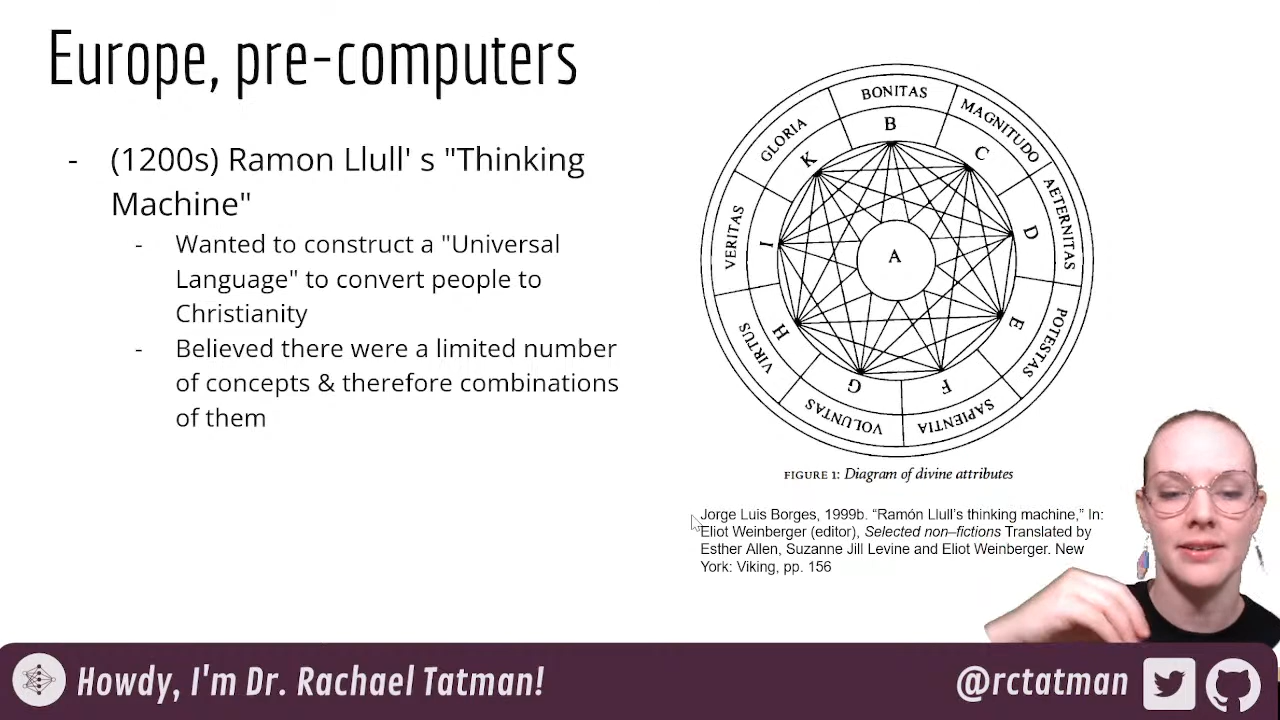 Europe, pre-computers
- (1200s) Ramon Llull' s "Thinking
Machine"
- Wanted to construct a "Universal
Language" to convert people to
Christianity
- Believed there were a limited number
of concepts & therefore combinations
of them
BONITAS
MAGNITUDO
AETERNITAS
POTESTAS
SAPIENTIA
VOLUNTAS
VIRTUS
VERITAS
GLORIA
B
C
D
E
F
G
H
I
K
A
FIGURE 1: Diagram of divine attributes
Jorge Luis Borges, 1999b. “Ramón Llull’s thinking machine,” In:
Eliot Weinberger (editor), Selected non–fictions Translated by
Esther Allen, Suzanne Jill Levine and Eliot Weinberger. New
York: Viking, pp. 156
Howdy, I'm Dr. Rachael Tatman!
@rctatman